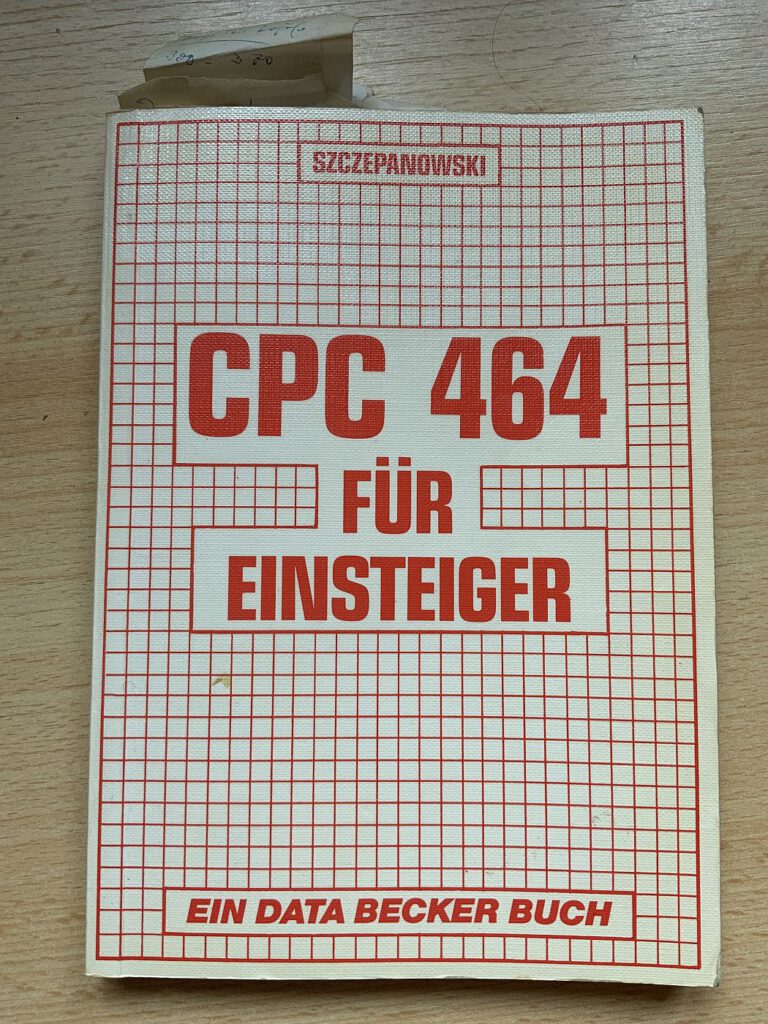 SZCZEPANOWSKI
CPC 464
FÜR
EINSTEIGER
EIN DATA BECKER BUCH